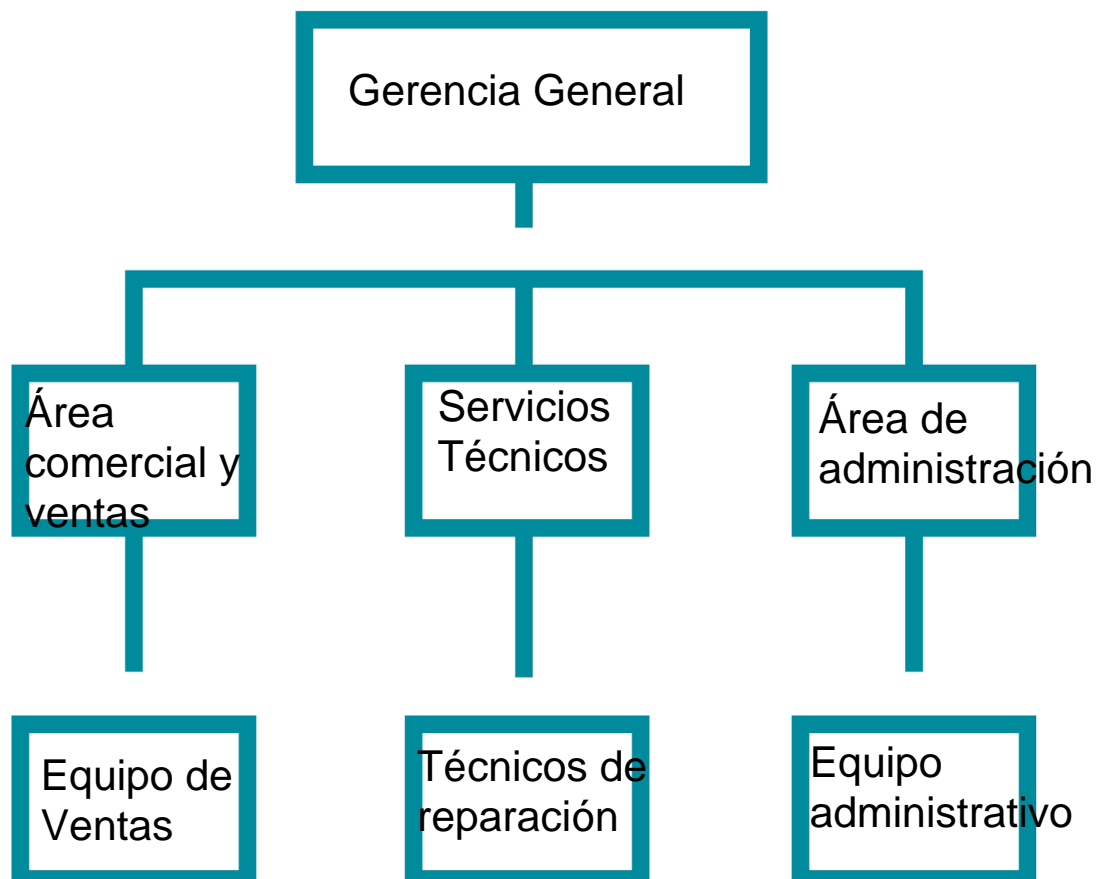 Gerencia General
Área
comercial y
ventas
Servicios
Técnicos
Área de
administración
Equipo de
Ventas
Técnicos de
reparación
Equipo
administrativo